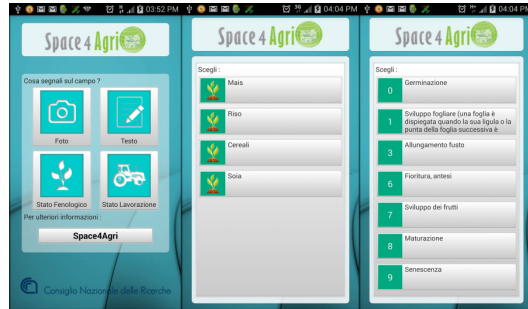 03:52 PM
Space 4 Agri
Cosa segnali sul campo ?
Foto
Testo
Stato Fenologico
Stato Lavorazione
Per ulteriori informazioni :
Space4Agri
Consiglio Nazionale delle Ricerche
3G
04:04 PM
Space 4 Agri
Scegli :
Mais
Riso
Cereali
Soia
H+
04:04 PM
Space 4 Agri
Scegli :
0
Germinazione
1
Sviluppo fogliare (una foglia è
dispiegata quando la sua ligula o la
punta della foglia successiva è
3
Allungamento fusto
6
Fioritura, antesi
7
Sviluppo dei frutti
8
Maturazione
9
Senescenza